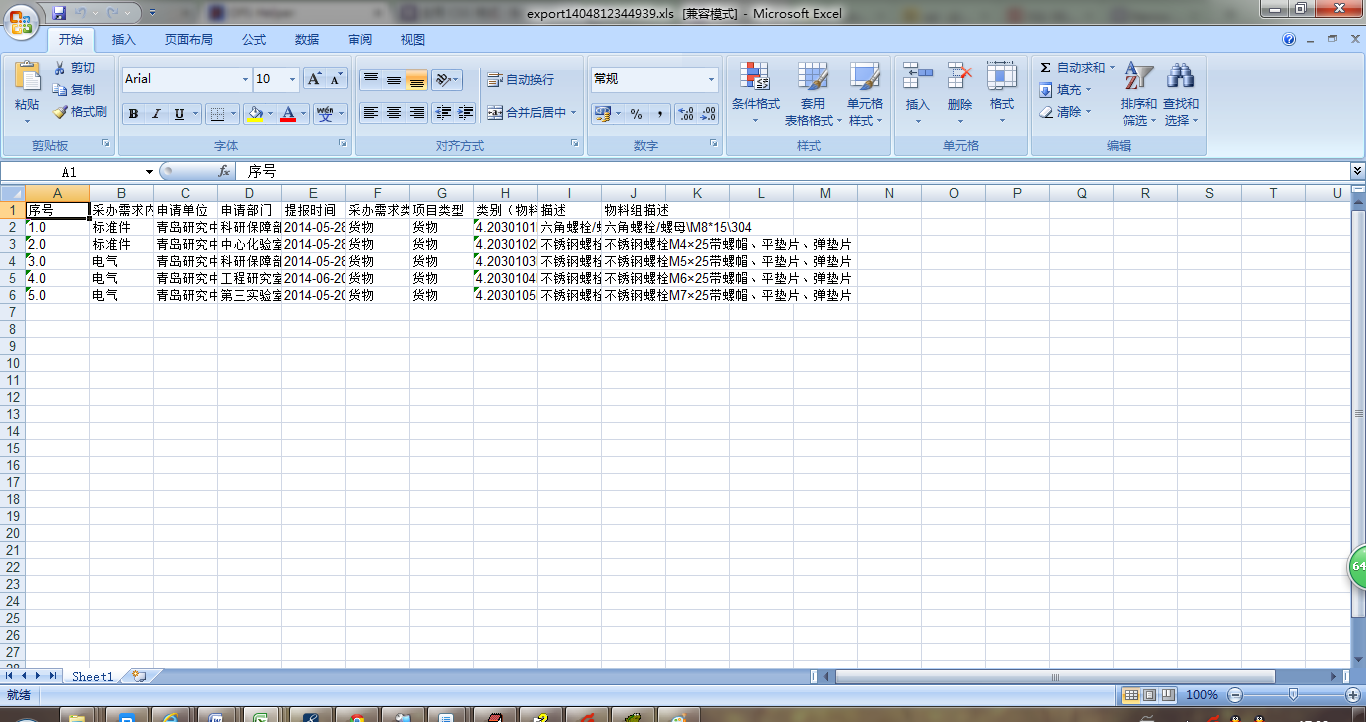 export1404812344939.xls [兼容模式] - Microsoft Excel
开始 插入 页面布局 公式 数据 审阅 视图
粘贴 剪切 复制 格式刷 剪贴板
Arial 10 B I U A 字体
自动换行 合并后居中 对齐方式
常规 % , 数字
条件格式 套用表格格式 单元格样式 样式
插入 删除 格式 单元格
Σ 自动求和 填充 清除 排序和筛选 查找和选择 编辑
A1 fx 序号
A B C D E F G H I J K L M N O P Q R S T U
1 序号 采办需求内 申请单位 申请部门 提报时间 采办需求类 项目类型 类别（物料 描述 物料组描述
2 1.0 标准件 青岛研究中 科研保障部 2014-05-28 货物 货物 4.2030101 六角螺栓/ 六角螺栓/螺母\M8*15\304
3 2.0 标准件 青岛研究中 中心化验室 2014-05-28 货物 货物 4.2030102 不锈钢螺栓 不锈钢螺栓M4×25带螺帽、平垫片、弹垫片
4 3.0 电气 青岛研究中 科研保障部 2014-05-28 货物 货物 4.2030103 不锈钢螺栓 不锈钢螺栓M5×25带螺帽、平垫片、弹垫片
5 4.0 电气 青岛研究中 工程研究室 2014-06-20 货物 货物 4.2030104 不锈钢螺栓 不锈钢螺栓M6×25带螺帽、平垫片、弹垫片
6 5.0 电气 青岛研究中 第三实验室 2014-05-20 货物 货物 4.2030105 不锈钢螺栓 不锈钢螺栓M7×25带螺帽、平垫片、弹垫片
7
8
9
10
11
12
13
14
15
16
17
18
19
20
21
22
23
24
25
26
27
28
64
Sheet1
就绪 100%